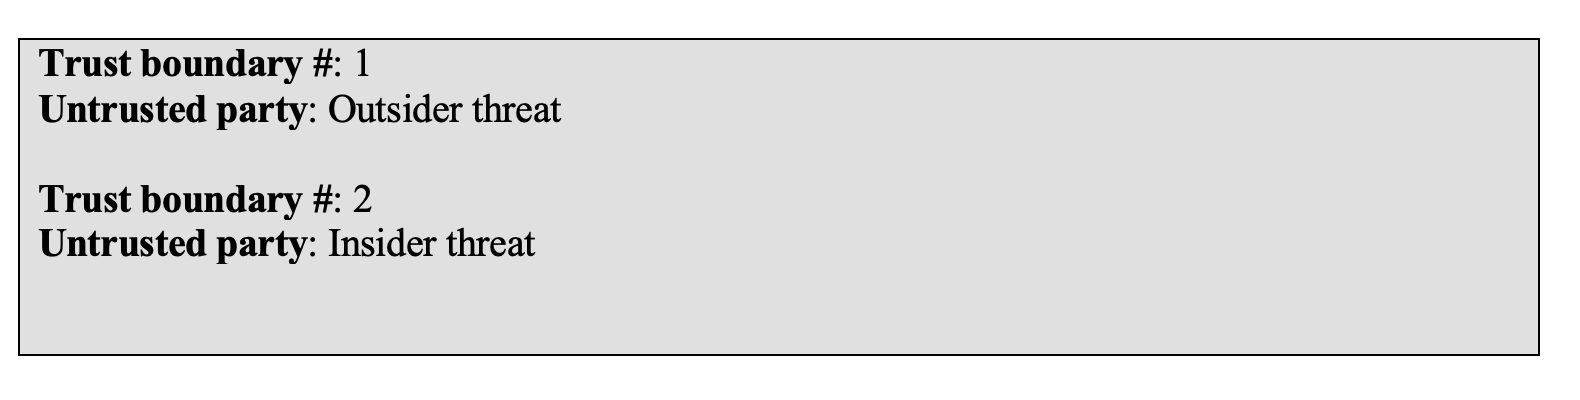 Trust boundary #: 1
Untrusted party: Outsider threat
Trust boundary #: 2
Untrusted party: Insider threat